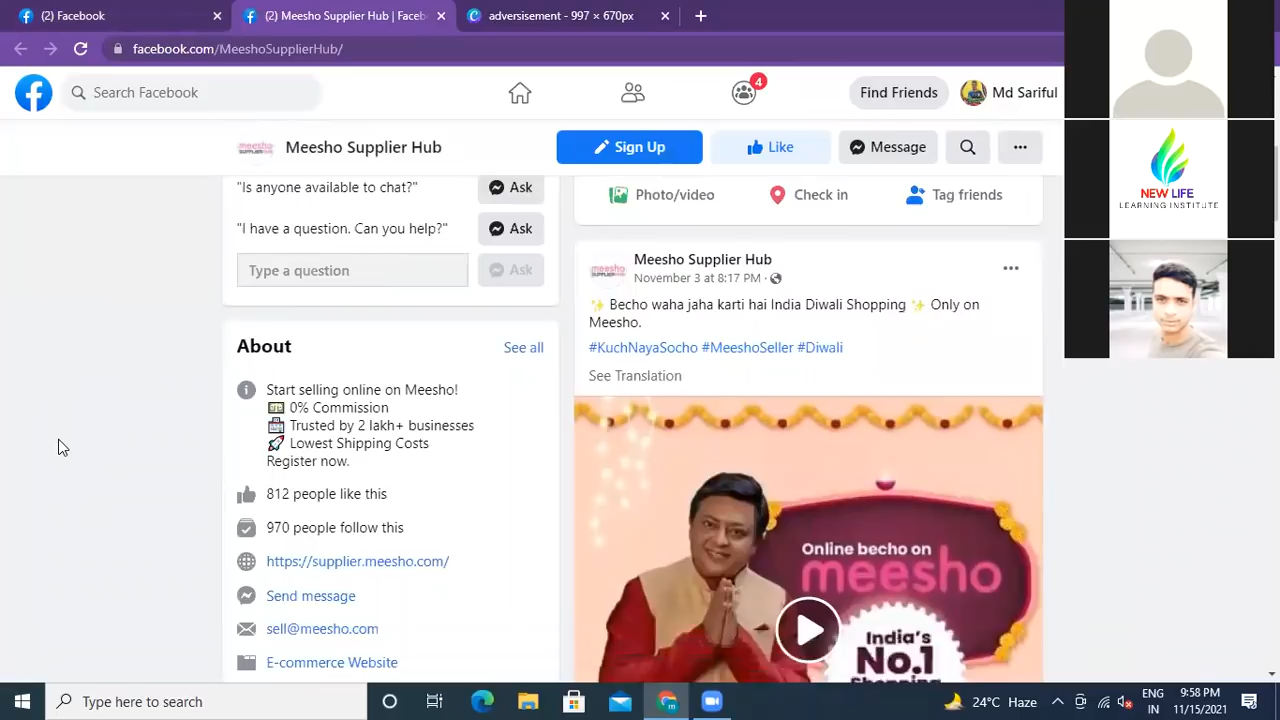 (2) Facebook
(2) Meesho Supplier Hub | Faceb
advertisement - 997 × 670px
facebook.com/MeeshoSupplierHub/
Search Facebook
4
Find Friends
Md Sariful
meesho
Meesho Supplier Hub
Sign Up
Like
Message
"Is anyone available to chat?"
Ask
"I have a question. Can you help?"
Ask
Type a question
Ask
About
See all
Start selling online on Meesho!
0% Commission
Trusted by 2 lakh+ businesses
Lowest Shipping Costs
Register now.
812 people like this
970 people follow this
https://supplier.meesho.com/
Send message
sell@meesho.com
E-commerce Website
Photo/video
Check in
Tag friends
meesho
Meesho Supplier Hub
November 3 at 8:17 PM ·
✨ Becho waha jaha karti hai India Diwali Shopping ✨ Only on
Meesho.
#KuchNayaSocho #MeeshoSeller #Diwali
See Translation
Online becho on
meesho
India's
No.1
Shopping
NEW LIFE
LEARNING INSTITUTE
Type here to search
24°C Haze
ENG
IN
9:58 PM
11/15/2021